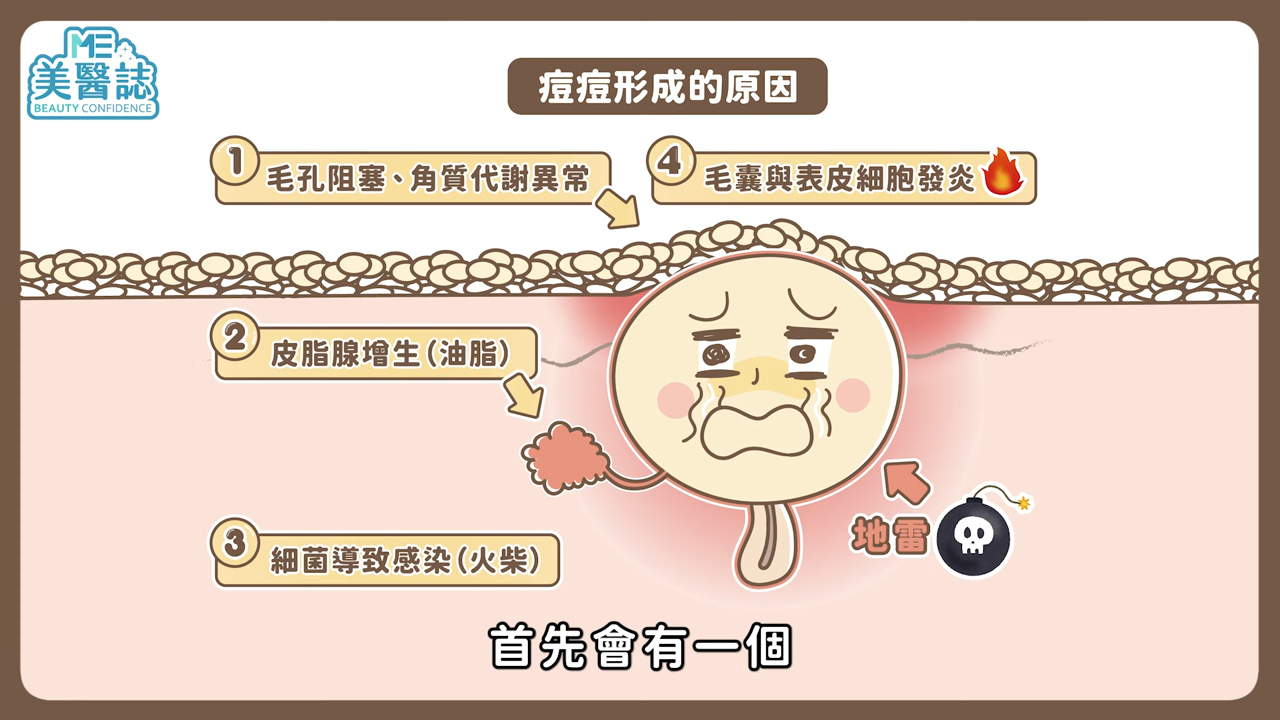 ME
美醫誌
BEAUTY CONFIDENCE
痘痘形成的原因
1 毛孔阻塞、角質代謝異常
4 毛囊與表皮細胞發炎
2 皮脂腺增生(油脂)
地雷
3 細菌導致感染(火柴)
首先會有一個